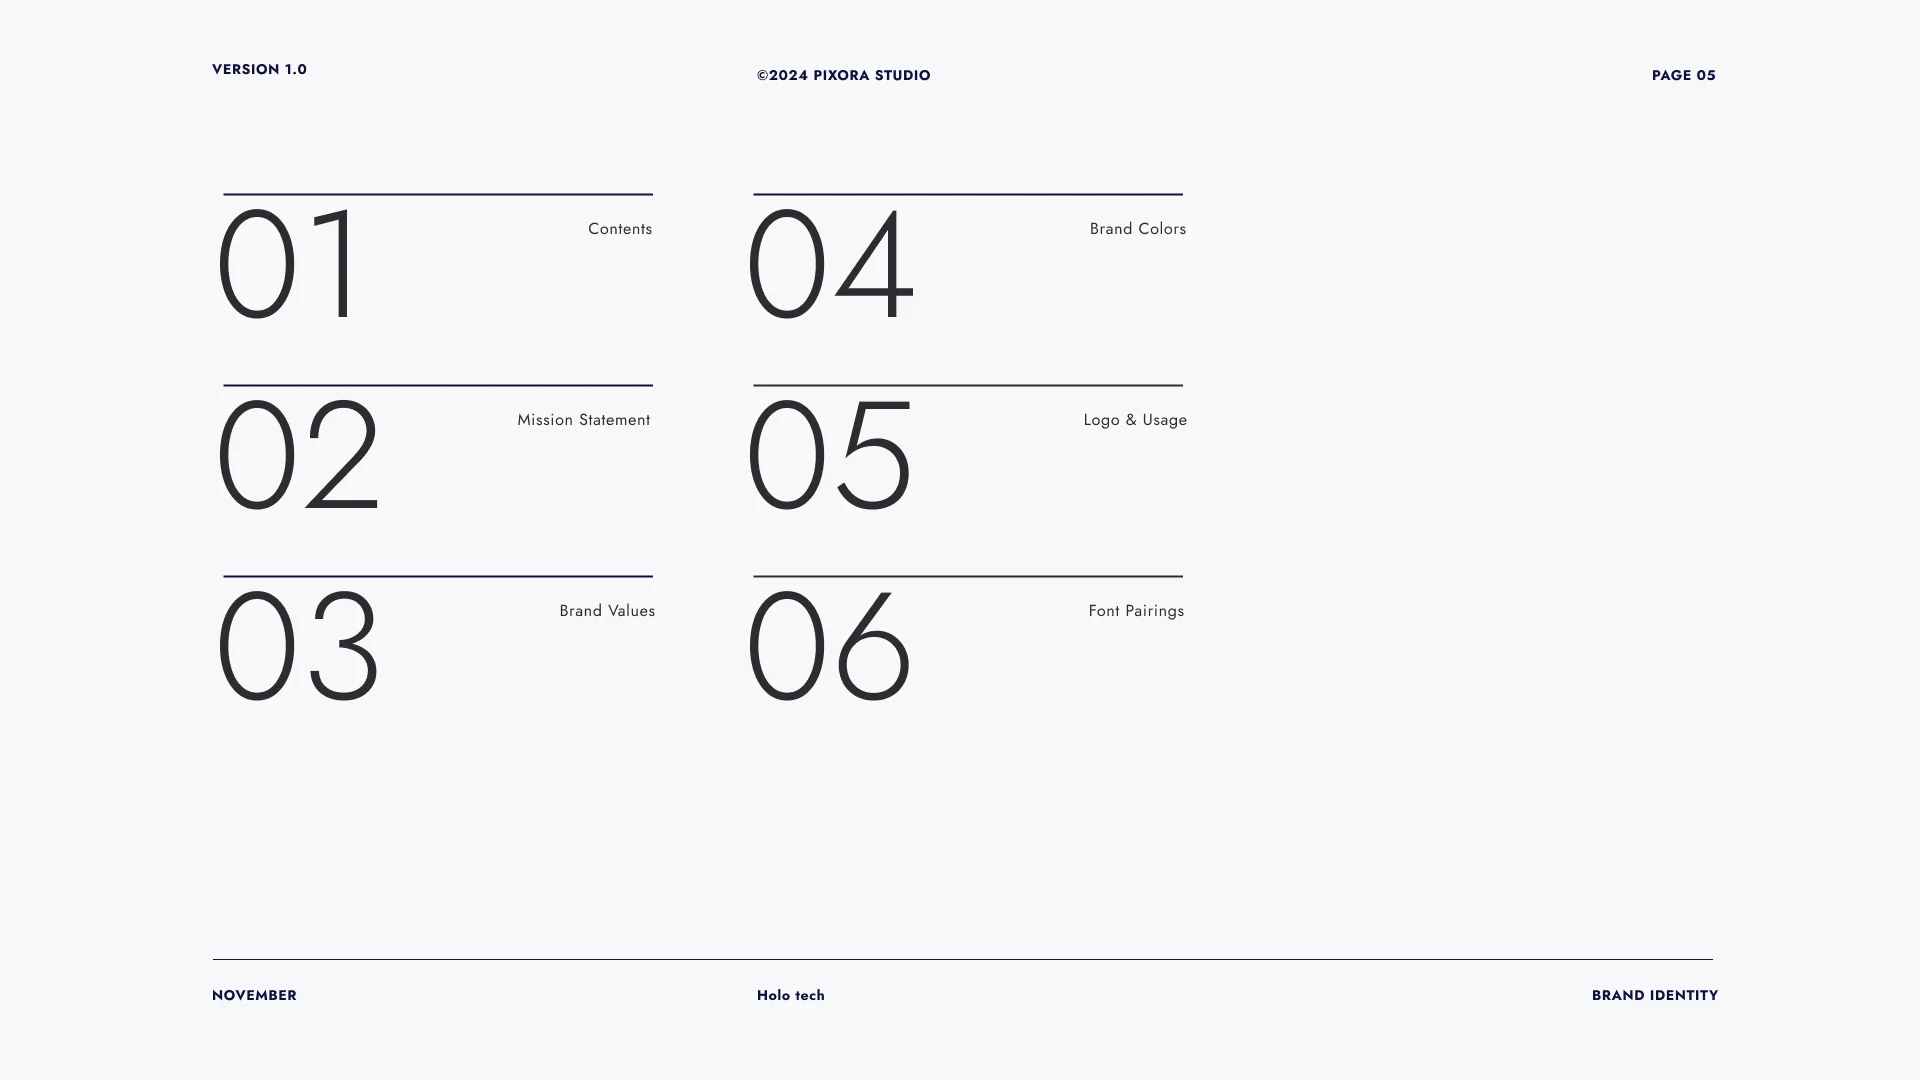 VERSION 1.0
©2024 PIXORA STUDIO
PAGE 05
01
Contents
02
Mission Statement
03
Brand Values
04
Brand Colors
05
Logo & Usage
06
Font Pairings
NOVEMBER
Holo tech
BRAND IDENTITY